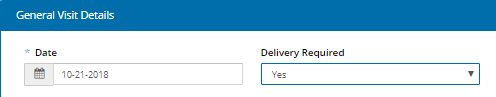 General Visit Details
* Date
Delivery Required
10-21-2018
Yes